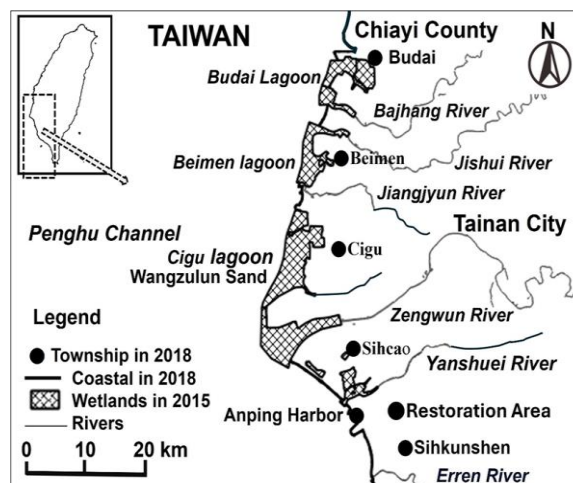 TAIWAN
Chiayi County
Budai
N
Budai Lagoon
Bajhang River
Beimen lagoon
Beimen
Jishui River
Jiangjyun River
Tainan City
Penghu Channel
Cigu lagoon
Cigu
Wangzulun Sand
Zengwun River
Legend
Township in 2018
Sihcao
Coastal in 2018
Yanshuei River
Wetlands in 2015
Anping Harbor
Restoration Area
Rivers
Sihkunshen
0 10 20 km
Erren River